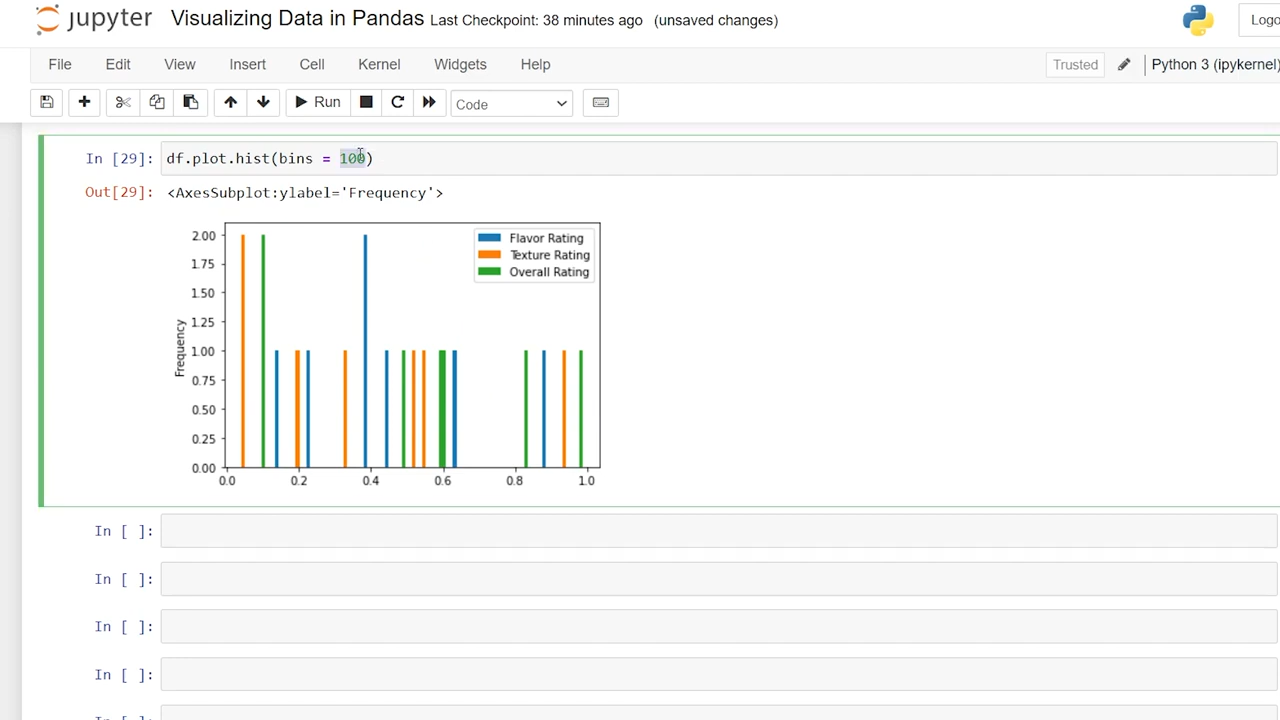 jupyter Visualizing Data in Pandas Last Checkpoint: 38 minutes ago (unsaved changes)
File Edit View Insert Cell Kernel Widgets Help Trusted Python 3 (ipykernel)
Run Code
In [29]: df.plot.hist(bins = 100)
Out[29]: <AxesSubplot:ylabel='Frequency'>
2.00
1.75
1.50
1.25
1.00
0.75
0.50
0.25
0.00
Frequency
Flavor Rating
Texture Rating
Overall Rating
0.0 0.2 0.4 0.6 0.8 1.0
In [ ]:
In [ ]:
In [ ]:
In [ ]: